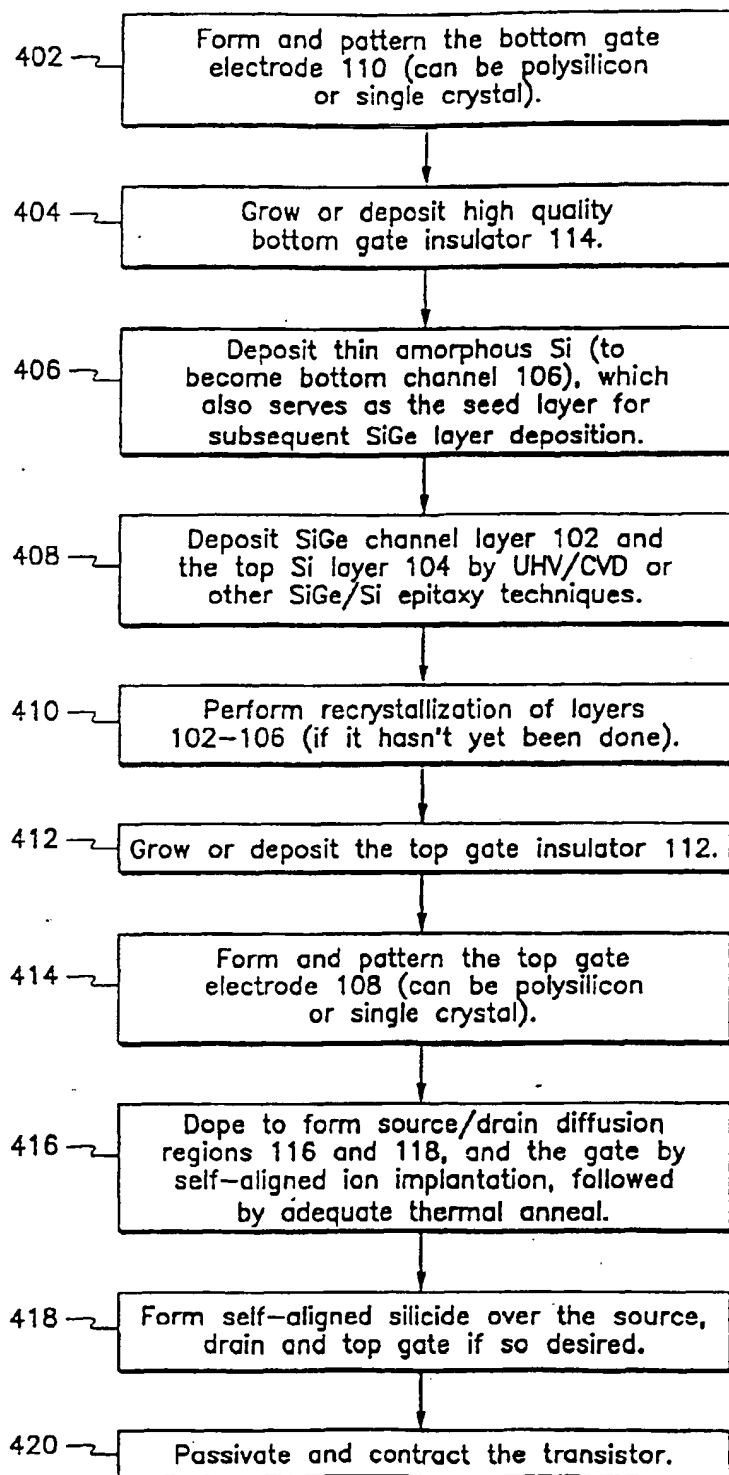 402
Form and pattern the bottom gate
electrode 110 (can be polysilicon
or single crystal).
404
Grow or deposit high quality
bottom gate insulator 114.
406
Deposit thin amorphous Si (to
become bottom channel 106), which
also serves as the seed layer for
subsequent SiGe layer deposition.
408
Deposit SiGe channel layer 102 and
the top Si layer 104 by UHV/CVD or
other SiGe/Si epitaxy techniques.
410
Perform recrystallization of layers
102-106 (if it hasn't yet been done).
412
Grow or deposit the top gate insulator 112.
414
Form and pattern the top gate
electrode 108 (can be polysilicon
or single crystal).
416
Dope to form source/drain diffusion
regions 116 and 118, and the gate by
self-aligned ion implantation, followed
by adequate thermal anneal.
418
Form self-aligned silicide over the source,
drain and top gate if so desired.
420
Passivate and contract the transistor.